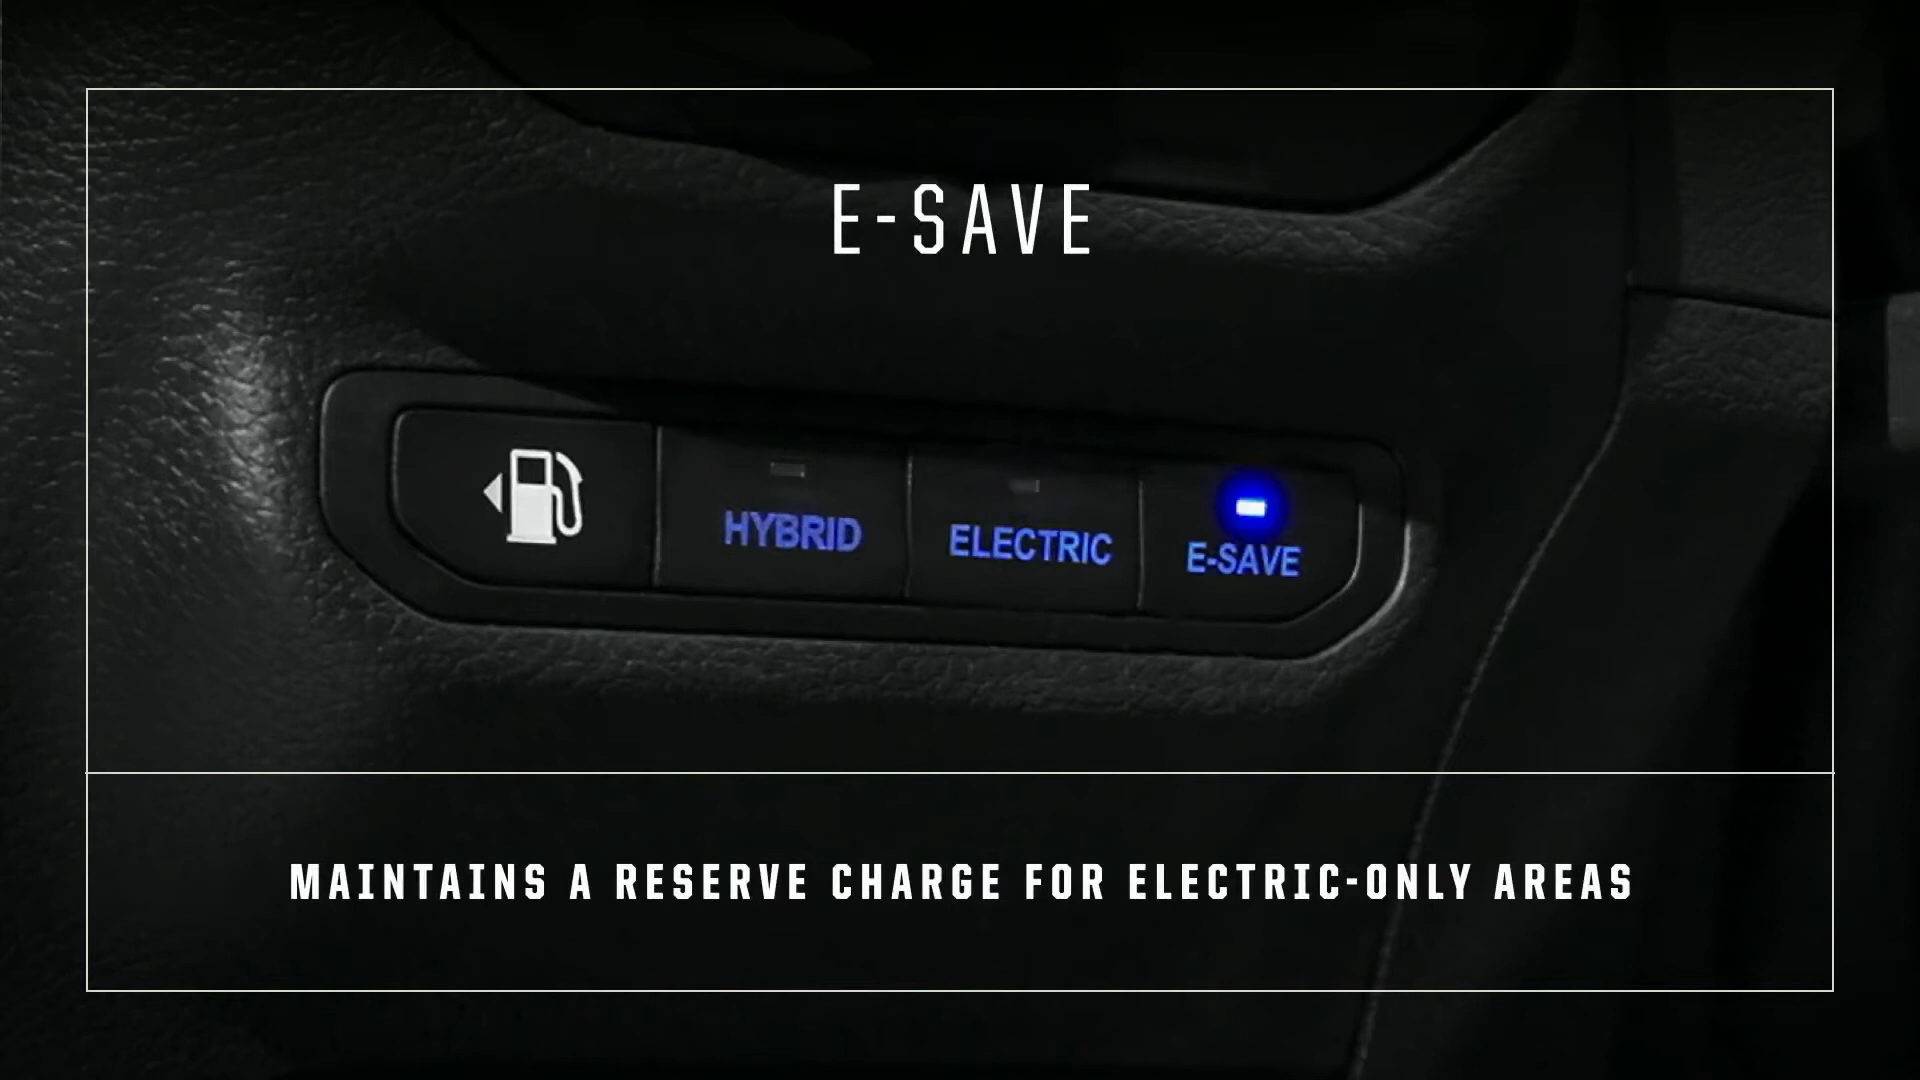 E-SAVE
HYBRID
ELECTRIC
E-SAVE
MAINTAINS A RESERVE CHARGE FOR ELECTRIC-ONLY AREAS